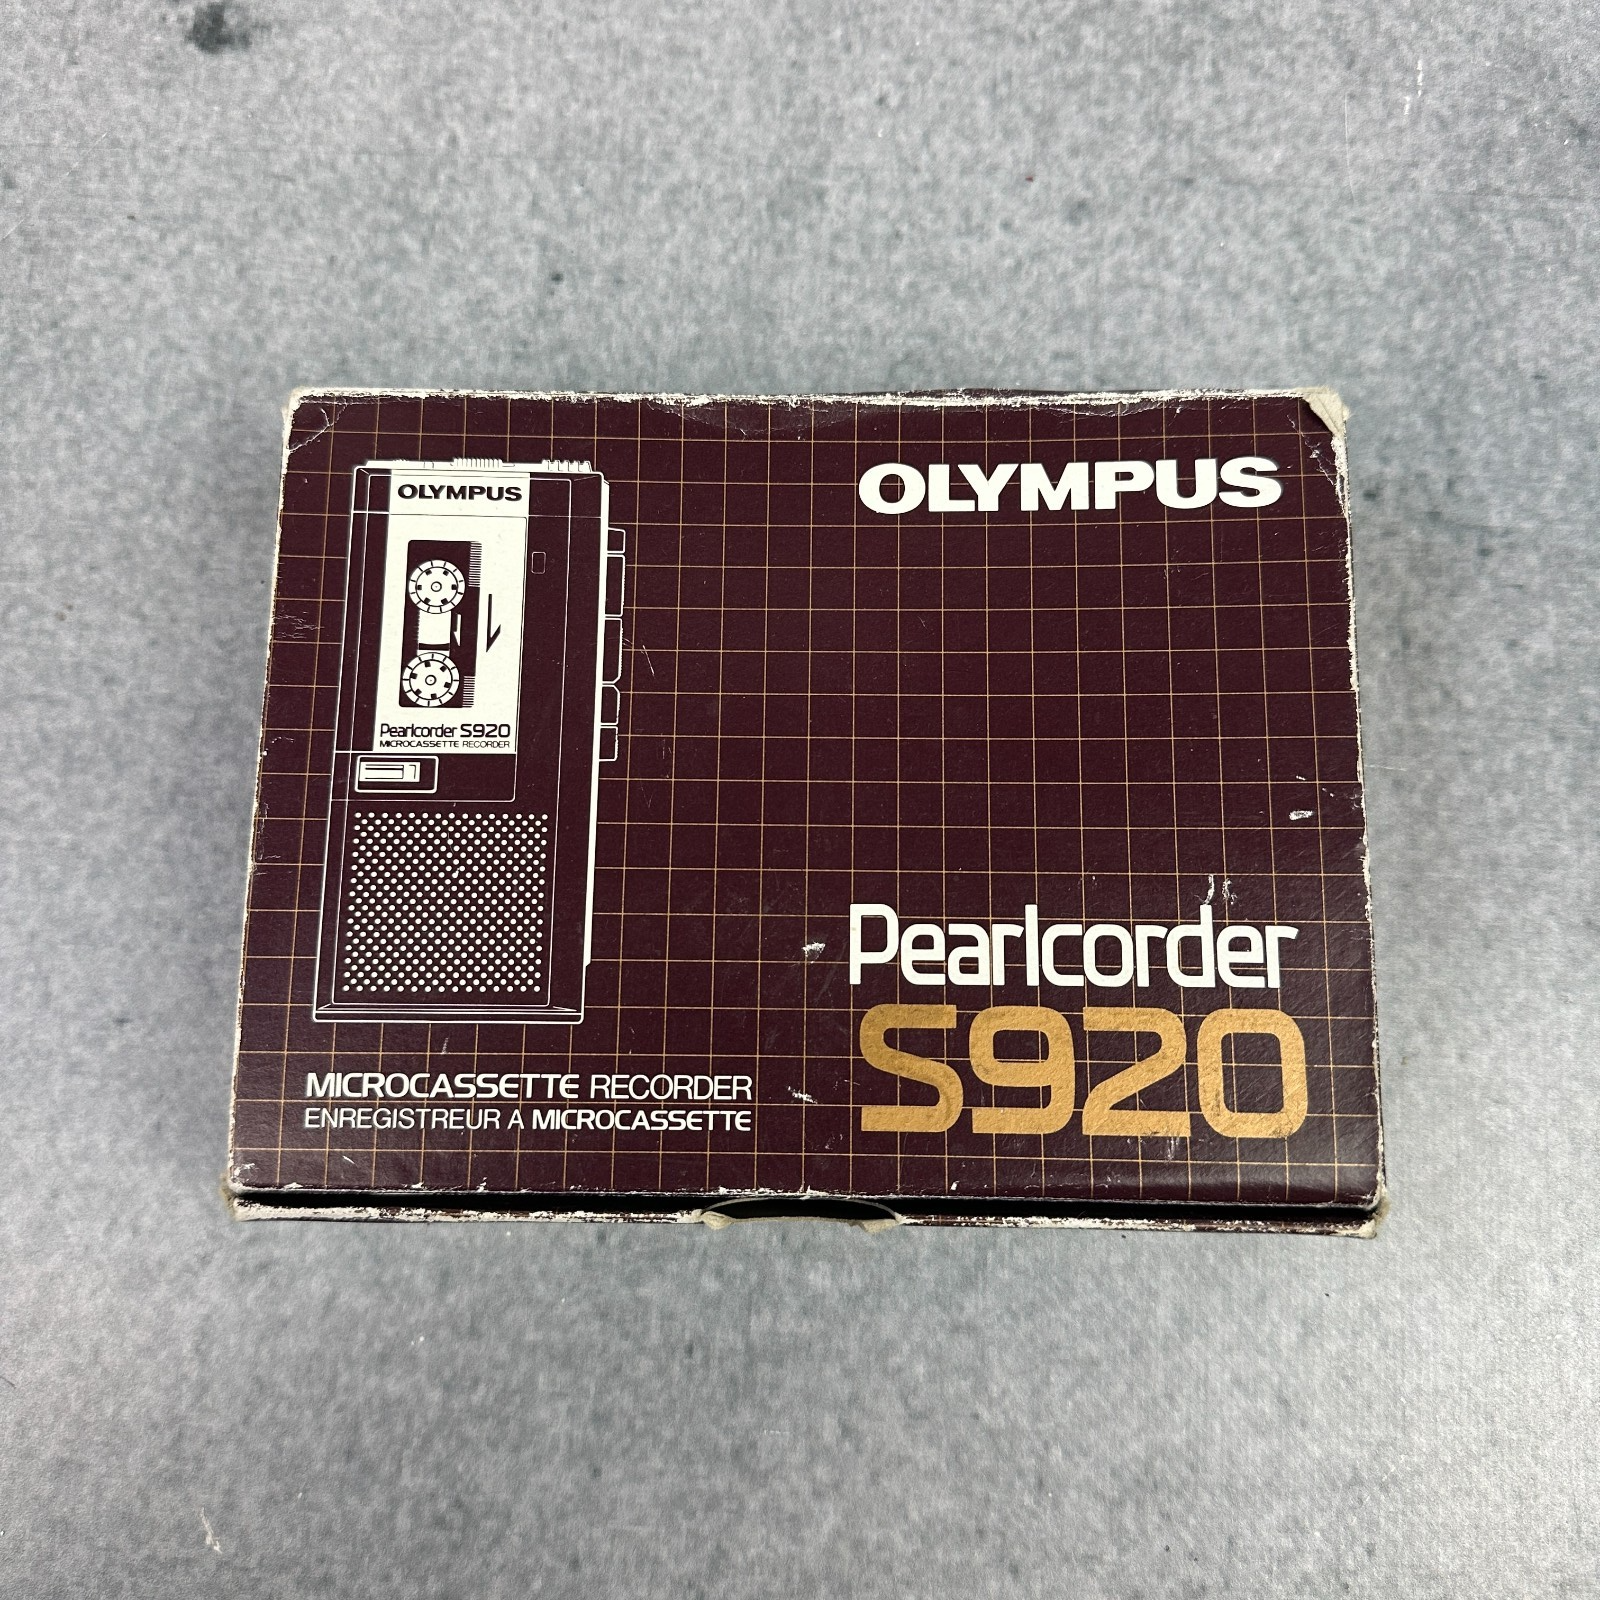 OLYMPUS
Pearlcorder S920
MICROCASSETTE RECORDER
OLYMPUS
Pearlcorder
S920
MICROCASSETTE RECORDER
ENREGISTREUR A MICROCASSETTE